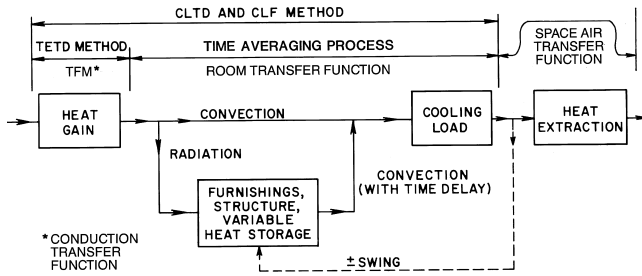 CLTD AND CLF METHOD
TETD METHOD
TIME AVERAGING PROCESS
SPACE AIR
TRANSFER
FUNCTION
TFM*
ROOM TRANSFER FUNCTION
HEAT
GAIN
CONVECTION
COOLING
LOAD
HEAT
EXTRACTION
RADIATION
CONVECTION
(WITH TIME DELAY)
FURNISHINGS,
STRUCTURE,
VARIABLE
HEAT STORAGE
*CONDUCTION
TRANSFER
FUNCTION
±SWING